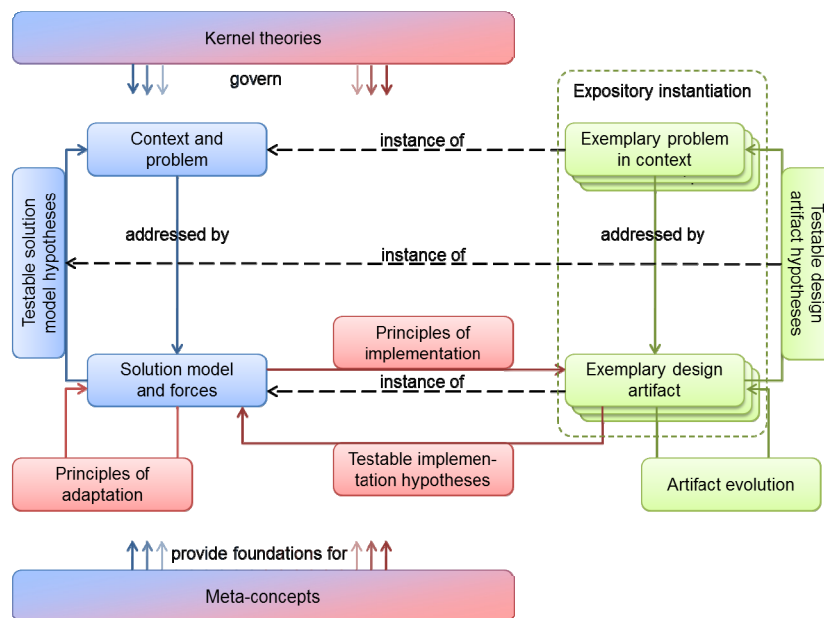 Kernel theories
govern
Expository instantiation
Context and
problem
instance of
Exemplary problem
in context
Testable solution
model hypotheses
addressed by
addressed by
Testable design
artifact hypotheses
instance of
Principles of
implementation
Solution model
and forces
instance of
Exemplary design
artifact
Principles of
adaptation
Testable implemen-
tation hypotheses
Artifact evolution
provide foundations for
Meta-concepts